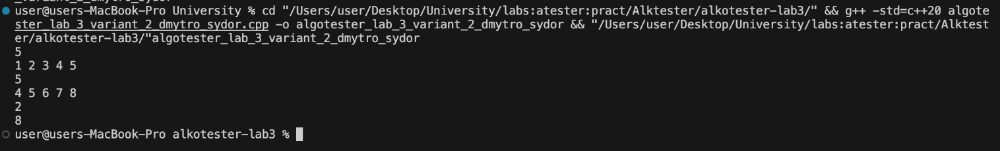 user@users-MacBook-Pro University % cd "/Users/user/Desktop/University/labs:atester:pract/Alktester/alkotester-lab3/" && g++ -std=c++20 algote
ster_lab_3_variant_2_dmytro_sydor.cpp -o algotester_lab_3_variant_2_dmytro_sydor && "/Users/user/Desktop/University/labs:atester:pract/Alktest
er/alkotester-lab3/"algotester_lab_3_variant_2_dmytro_sydor
5
1 2 3 4 5
5
4 5 6 7 8
2
8
user@users-MacBook-Pro alkotester-lab3 %